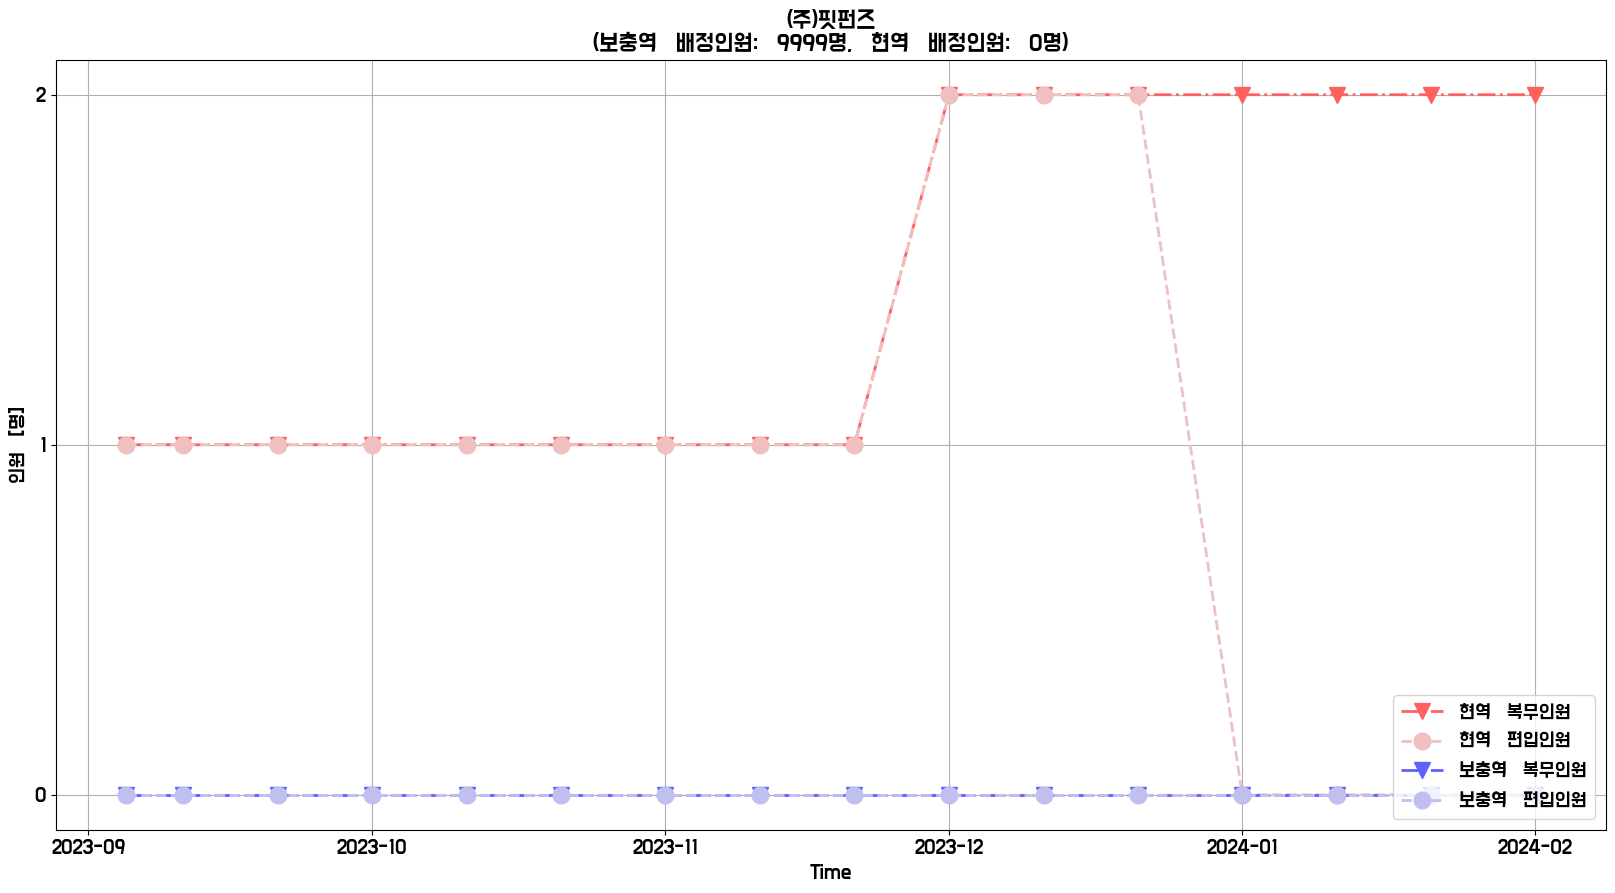 (주)핏펀즈
(보충역 배정인원: 9999명, 현역 배정인원: 0명)
인원 [명]
2
1
0
현역 복무인원
현역 편입인원
보충역 복무인원
보충역 편입인원
2023-09
2023-10
2023-11
2023-12
2024-01
2024-02
Time